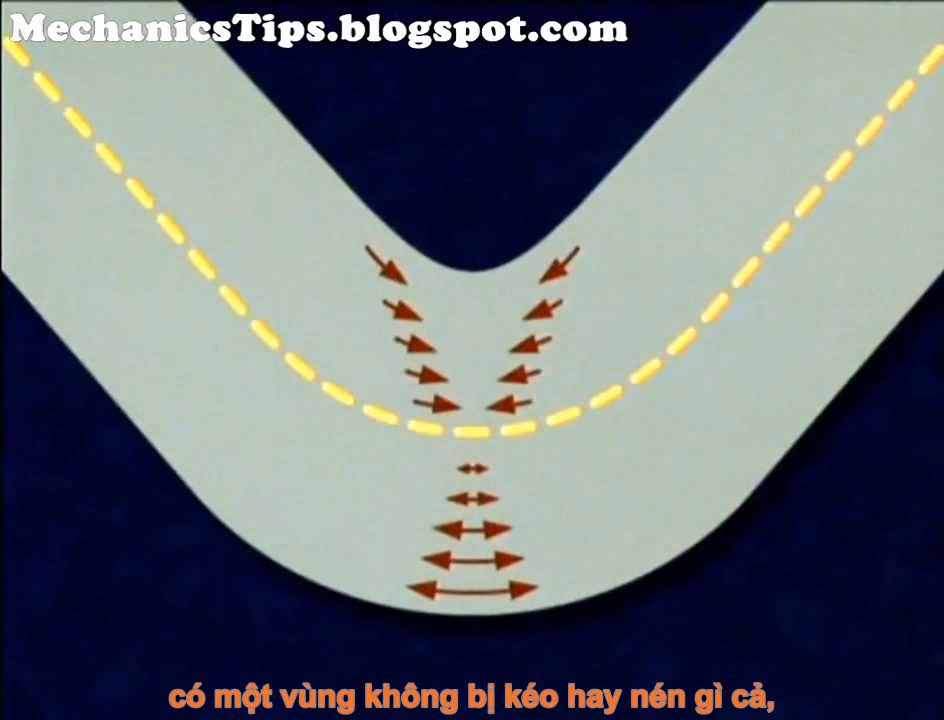 MechanicsTips.blogspot.com
có một vùng không bị kéo hay nén gì cả,